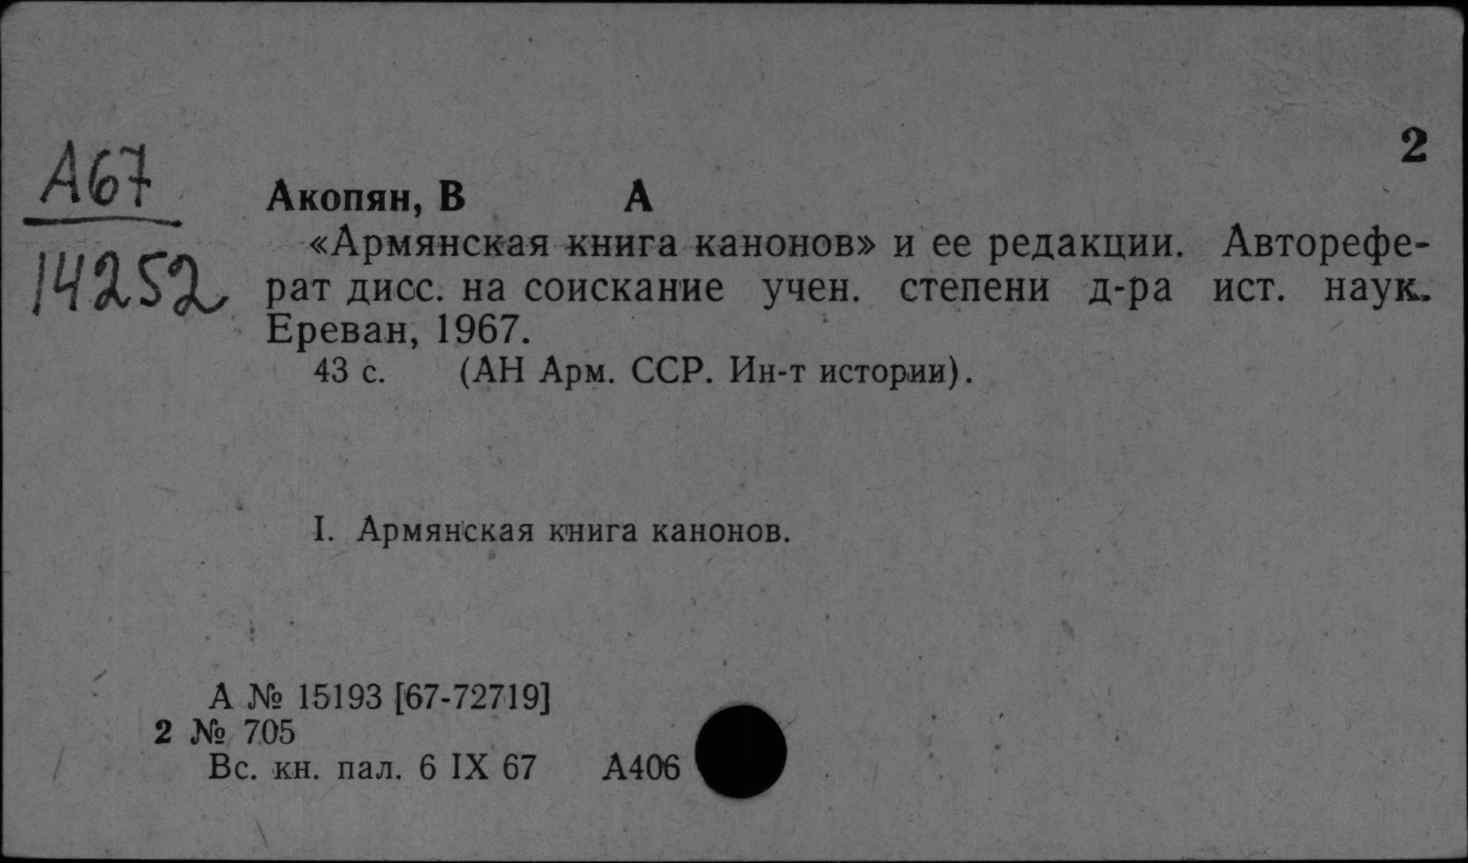 2
А67
14252
Акопян, В А
«Армянская книга канонов» и ее редакции. Авторефе-
рат дисс. на соискание учен. степени д-ра ист. наук.
Ереван, 1967.
43 с. (АН Арм. ССР. Ин-т истории).
I. Армянская книга канонов.
А № 15193 [67-72719]
2 № 705
Вс. кн. пал. 6 IX 67 А406